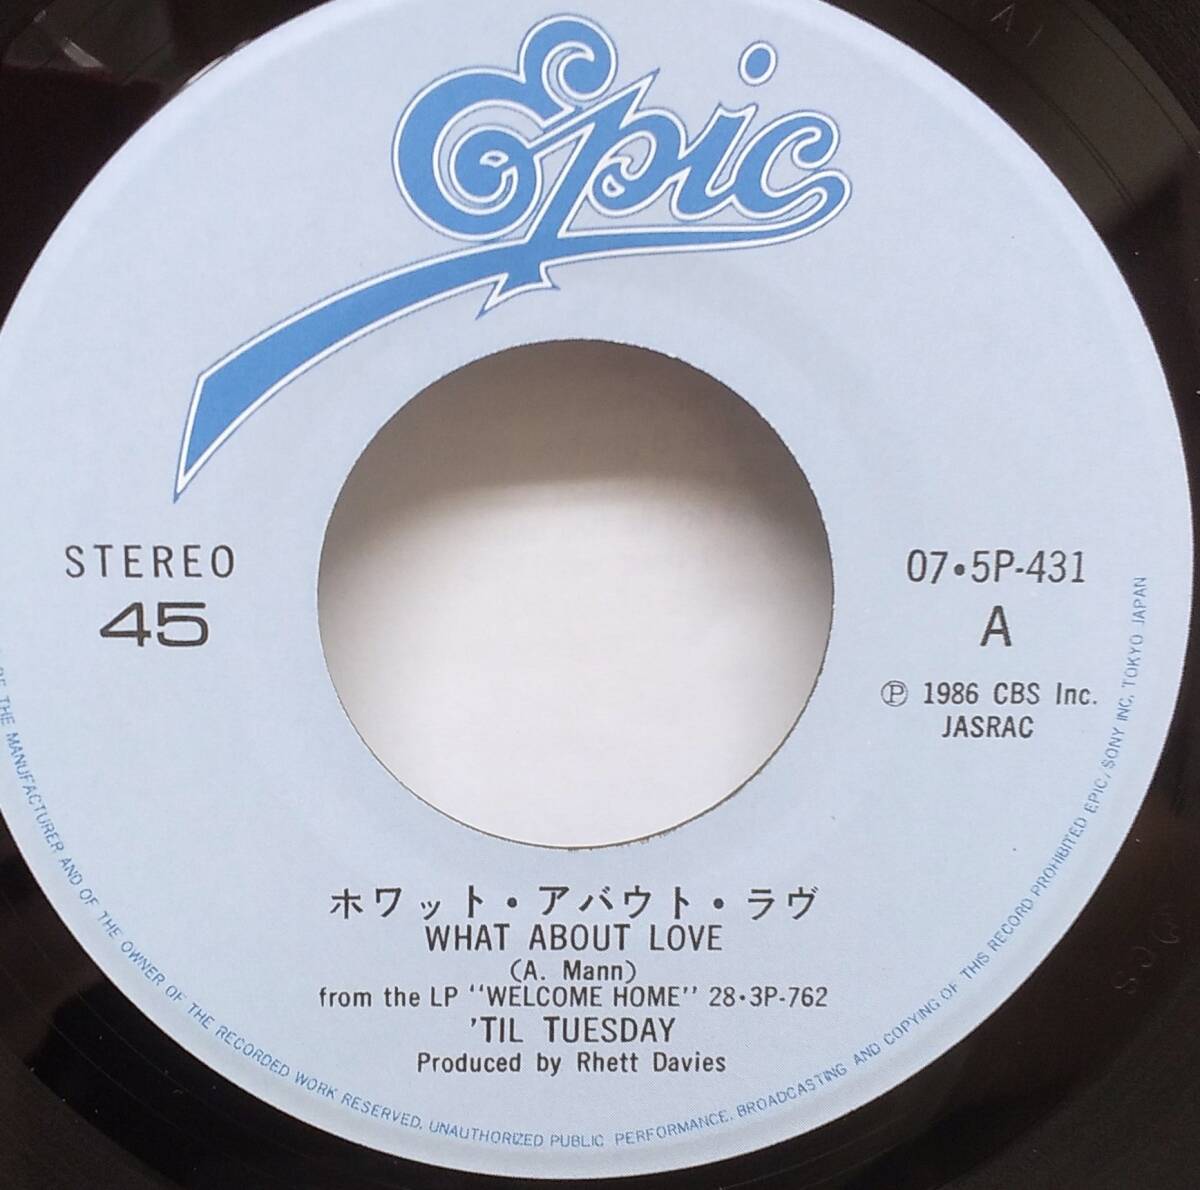 Epic
STEREO
45
07・5P-431
A
Ⓟ 1986 CBS Inc.
JASRAC
ホワット・アバウト・ラヴ
WHAT ABOUT LOVE
(A. Mann)
from the LP "WELCOME HOME" 28・3P-762
'TIL TUESDAY
Produced by Rhett Davies
THE MANUFACTURER AND OF THE OWNER OF THE RECORDED WORK RESERVED. UNAUTHORIZED PUBLIC PERFORMANCE, BROADCASTING AND COPYING OF THIS RECORD PROHIBITED EPIC/SONY INC. TOKYO JAPAN